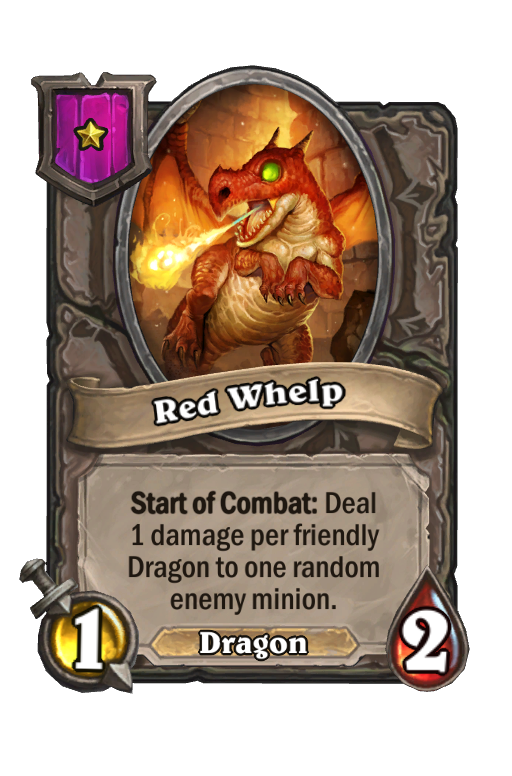 Red Whelp
Start of Combat: Deal
1 damage per friendly
Dragon to one random
enemy minion.
1
Dragon
2